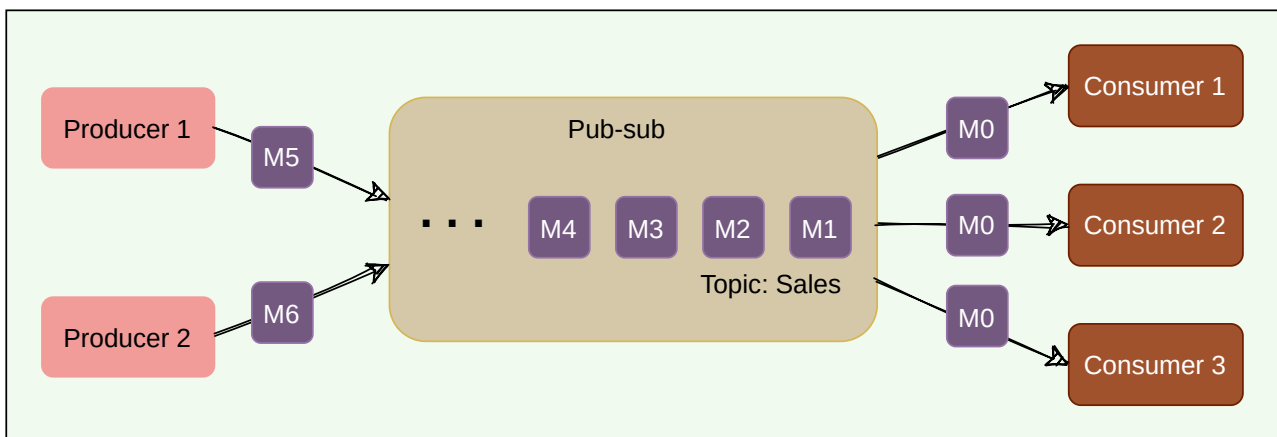 Producer 1
M5
Producer 2
M6
Pub-sub
. . .
M4 M3 M2 M1
Topic: Sales
M0
Consumer 1
M0
Consumer 2
M0
Consumer 3